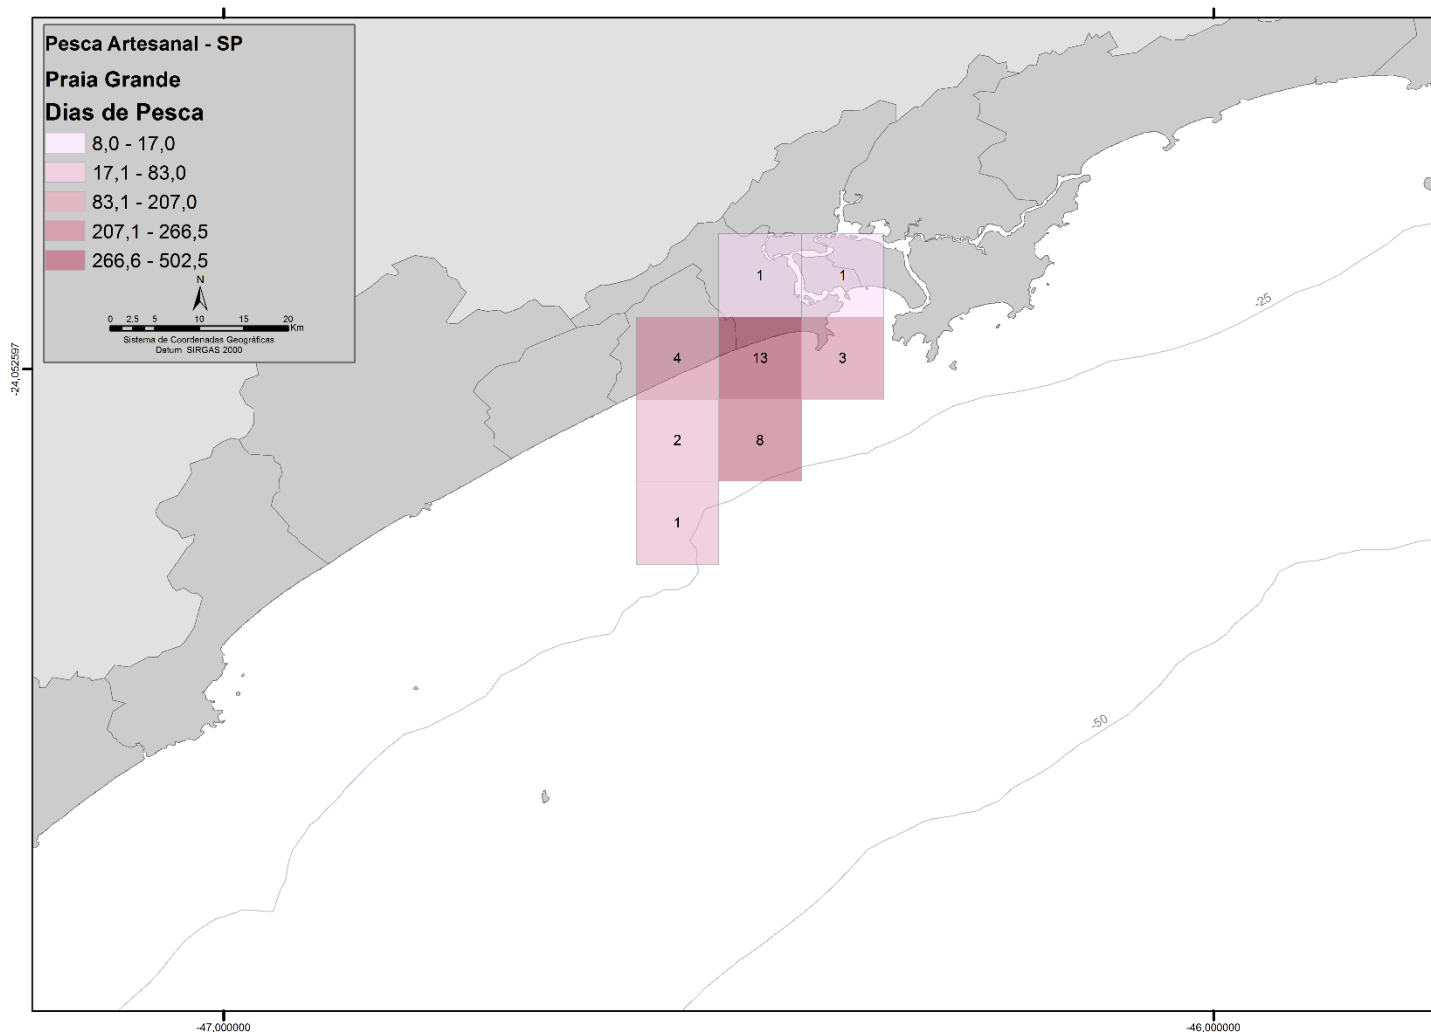 Pesca Artesanal - SP
Praia Grande
Dias de Pesca
8,0 - 17,0
17,1 - 83,0
83,1 - 207,0
207,1 - 266,5
266,6 - 502,5
N
0 2,5 5 10 15 20
Km
Sistema de Coordenadas Geográficas
Datum SIRGAS 2000
1 1
4 13 3
2 8
1
-25
-50
-24,052597
-47,000000 -46,000000